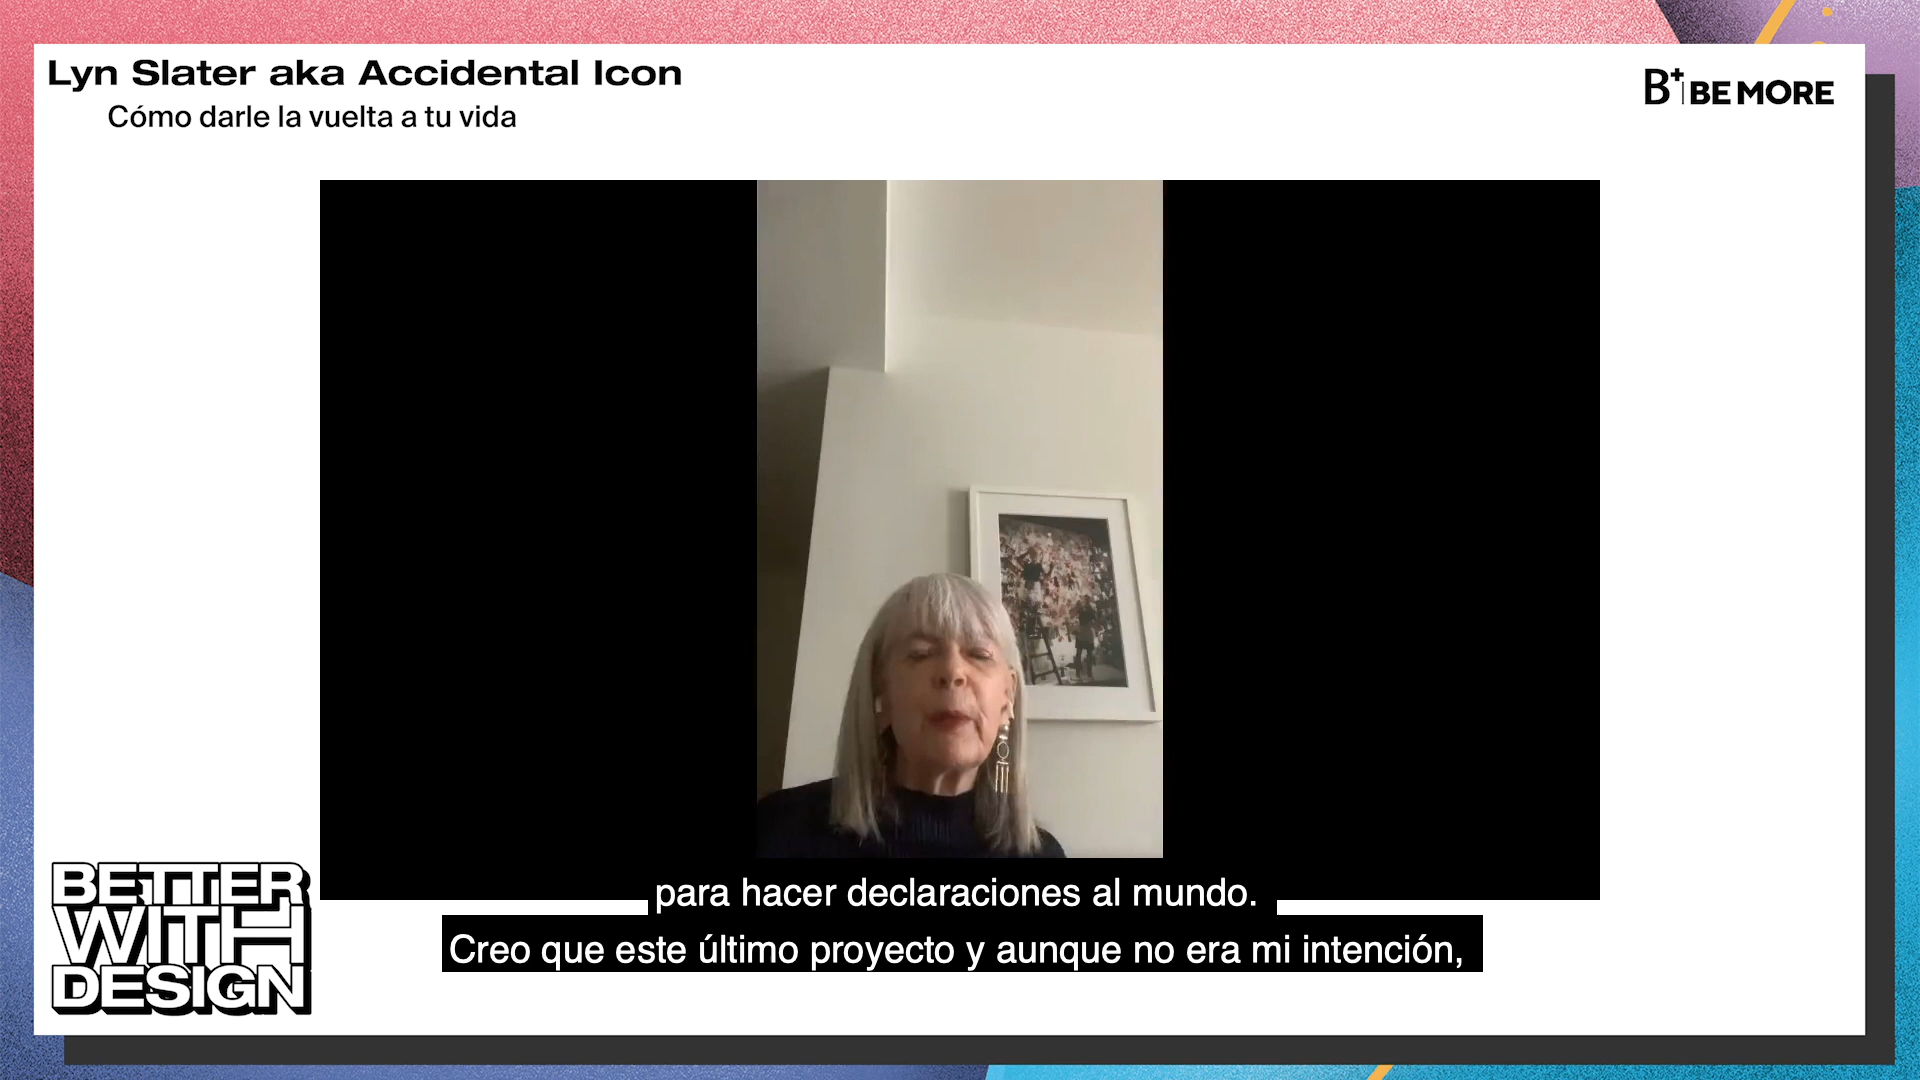 Lyn Slater aka Accidental Icon
Cómo darle la vuelta a tu vida
B+ BE MORE
para hacer declaraciones al mundo.
Creo que este último proyecto y aunque no era mi intención,
BETTER
WITH
DESIGN